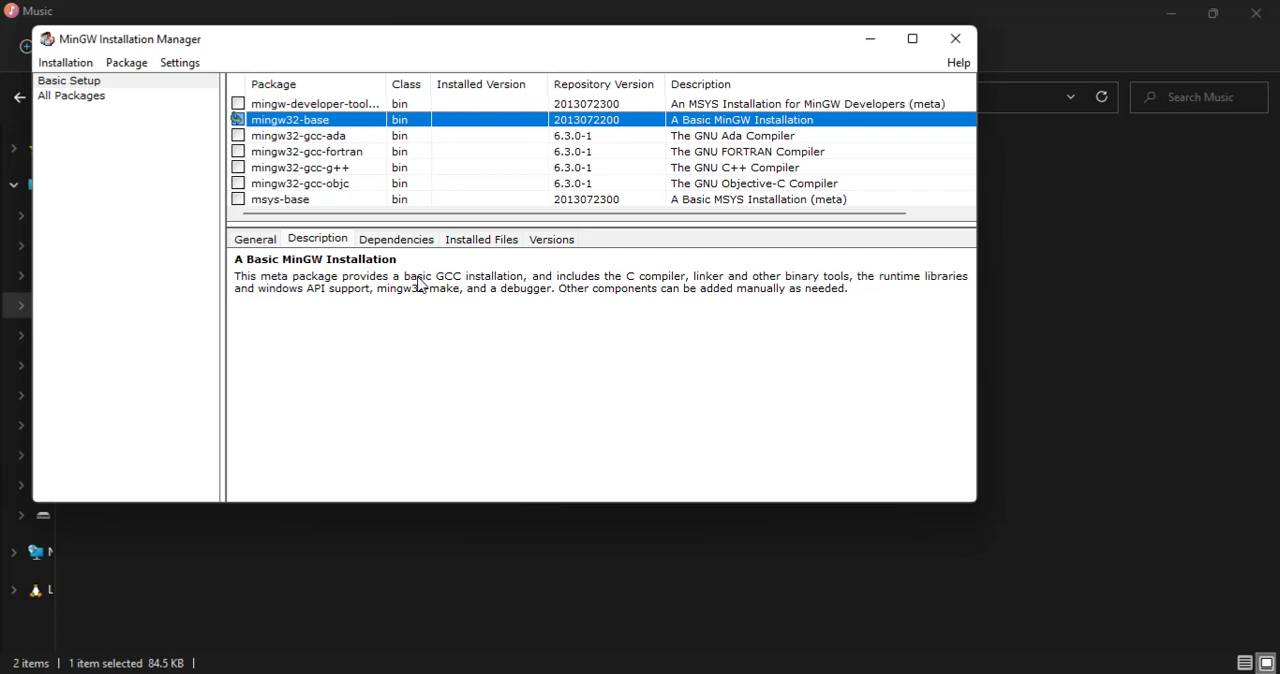 Music
MinGW Installation Manager
Installation Package Settings Help
Basic Setup
All Packages
Package Class Installed Version Repository Version Description
mingw-developer-tool... bin 2013072300 An MSYS Installation for MinGW Developers (meta)
mingw32-base bin 2013072200 A Basic MinGW Installation
mingw32-gcc-ada bin 6.3.0-1 The GNU Ada Compiler
mingw32-gcc-fortran bin 6.3.0-1 The GNU FORTRAN Compiler
mingw32-gcc-g++ bin 6.3.0-1 The GNU C++ Compiler
mingw32-gcc-objc bin 6.3.0-1 The GNU Objective-C Compiler
msys-base bin 2013072300 A Basic MSYS Installation (meta)
Search Music
General Description Dependencies Installed Files Versions
A Basic MinGW Installation
This meta package provides a basic GCC installation, and includes the C compiler, linker and other binary tools, the runtime libraries
and windows API support, mingw32-make, and a debugger. Other components can be added manually as needed.
N
L
2 items | 1 item selected 84.5 KB |